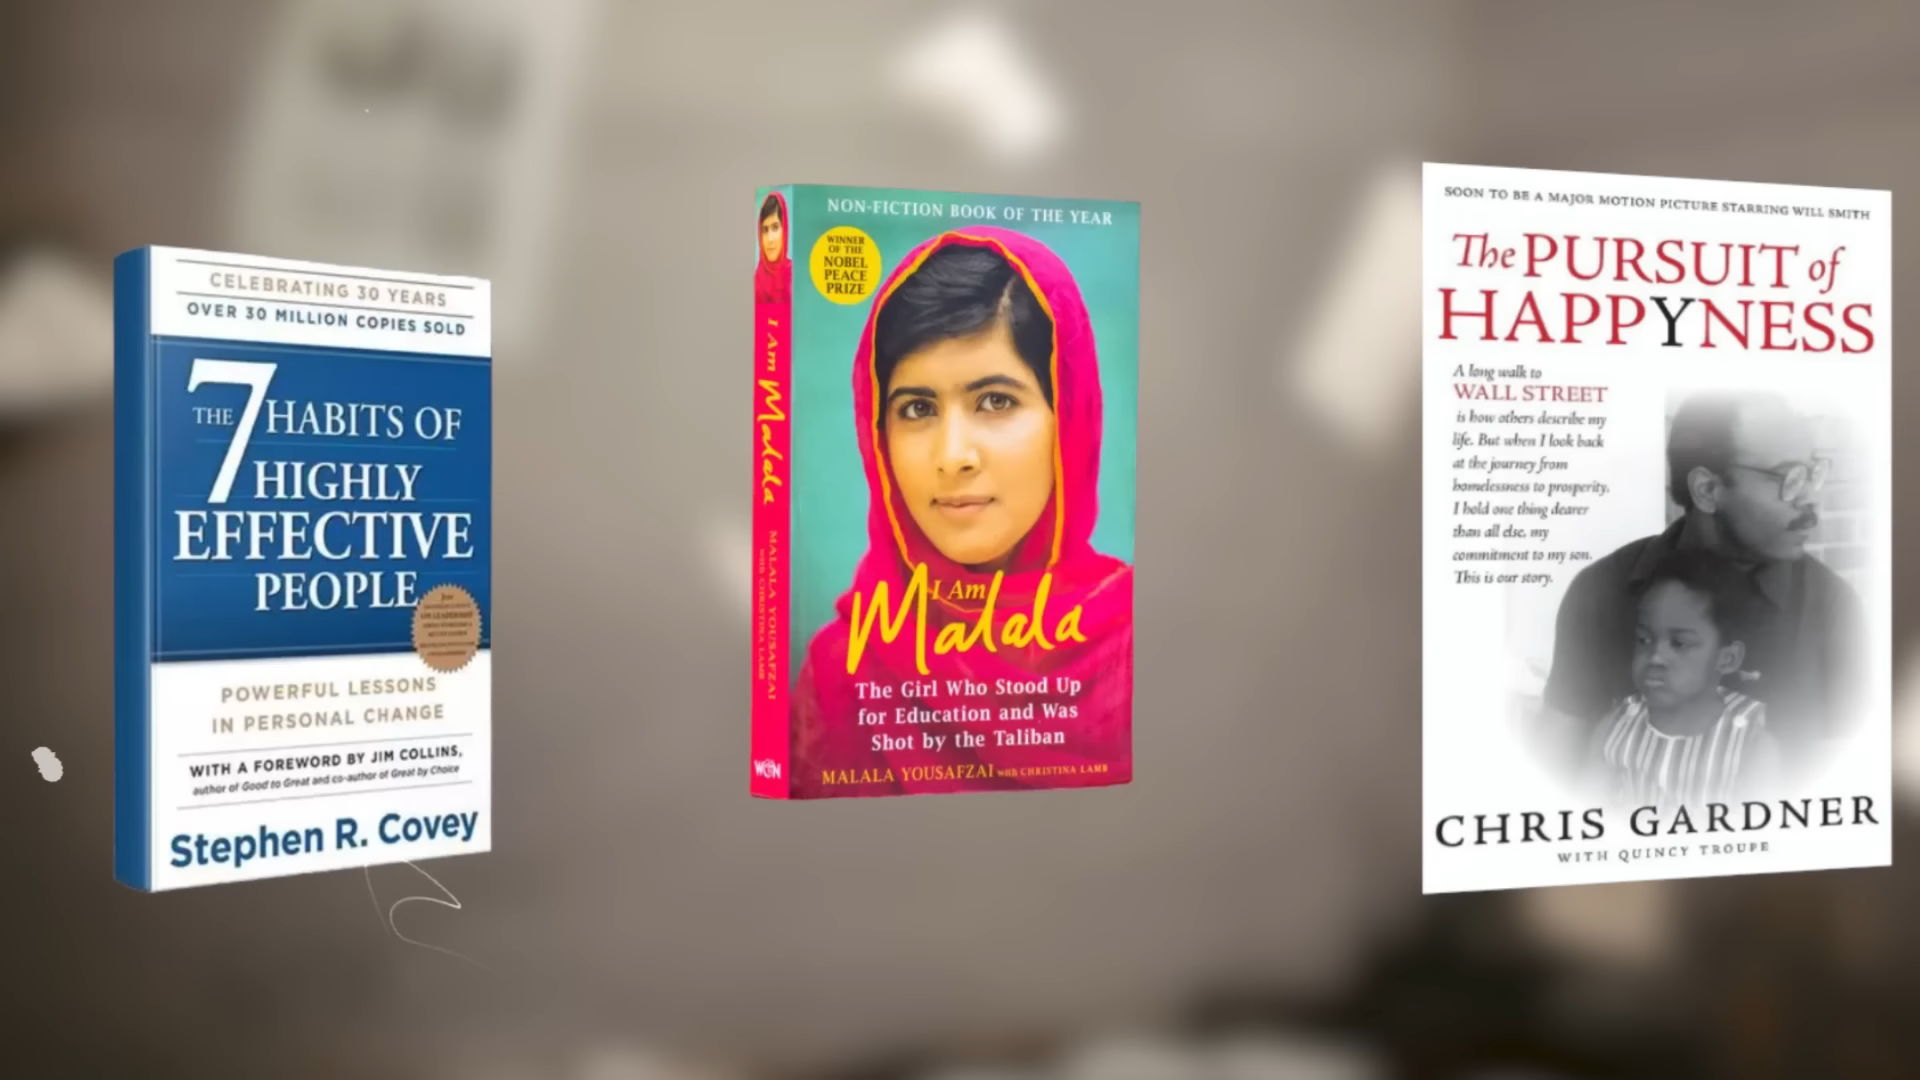 CELEBRATING 30 YEARS
OVER 30 MILLION COPIES SOLD
THE 7 HABITS OF
HIGHLY
EFFECTIVE
PEOPLE
POWERFUL LESSONS
IN PERSONAL CHANGE
WITH A FOREWORD BY JIM COLLINS,
author of Good to Great and co-author of Great by Choice
Stephen R. Covey
I Am Malala
MALALA YOUSAFZAI
with CHRISTINA LAMB
W&N
NON-FICTION BOOK OF THE YEAR
WINNER
OF THE
NOBEL
PEACE
PRIZE
I Am
Malala
The Girl Who Stood Up
for Education and Was
Shot by the Taliban
MALALA YOUSAFZAI with CHRISTINA LAMB
SOON TO BE A MAJOR MOTION PICTURE STARRING WILL SMITH
The PURSUIT of
HAPPYNESS
A long walk to
WALL STREET
is how others describe my
life. But when I look back
at the journey from
homelessness to prosperity,
I hold one thing dearer
than all else, my
commitment to my son.
This is our story.
CHRIS GARDNER
WITH QUINCY TROUPE